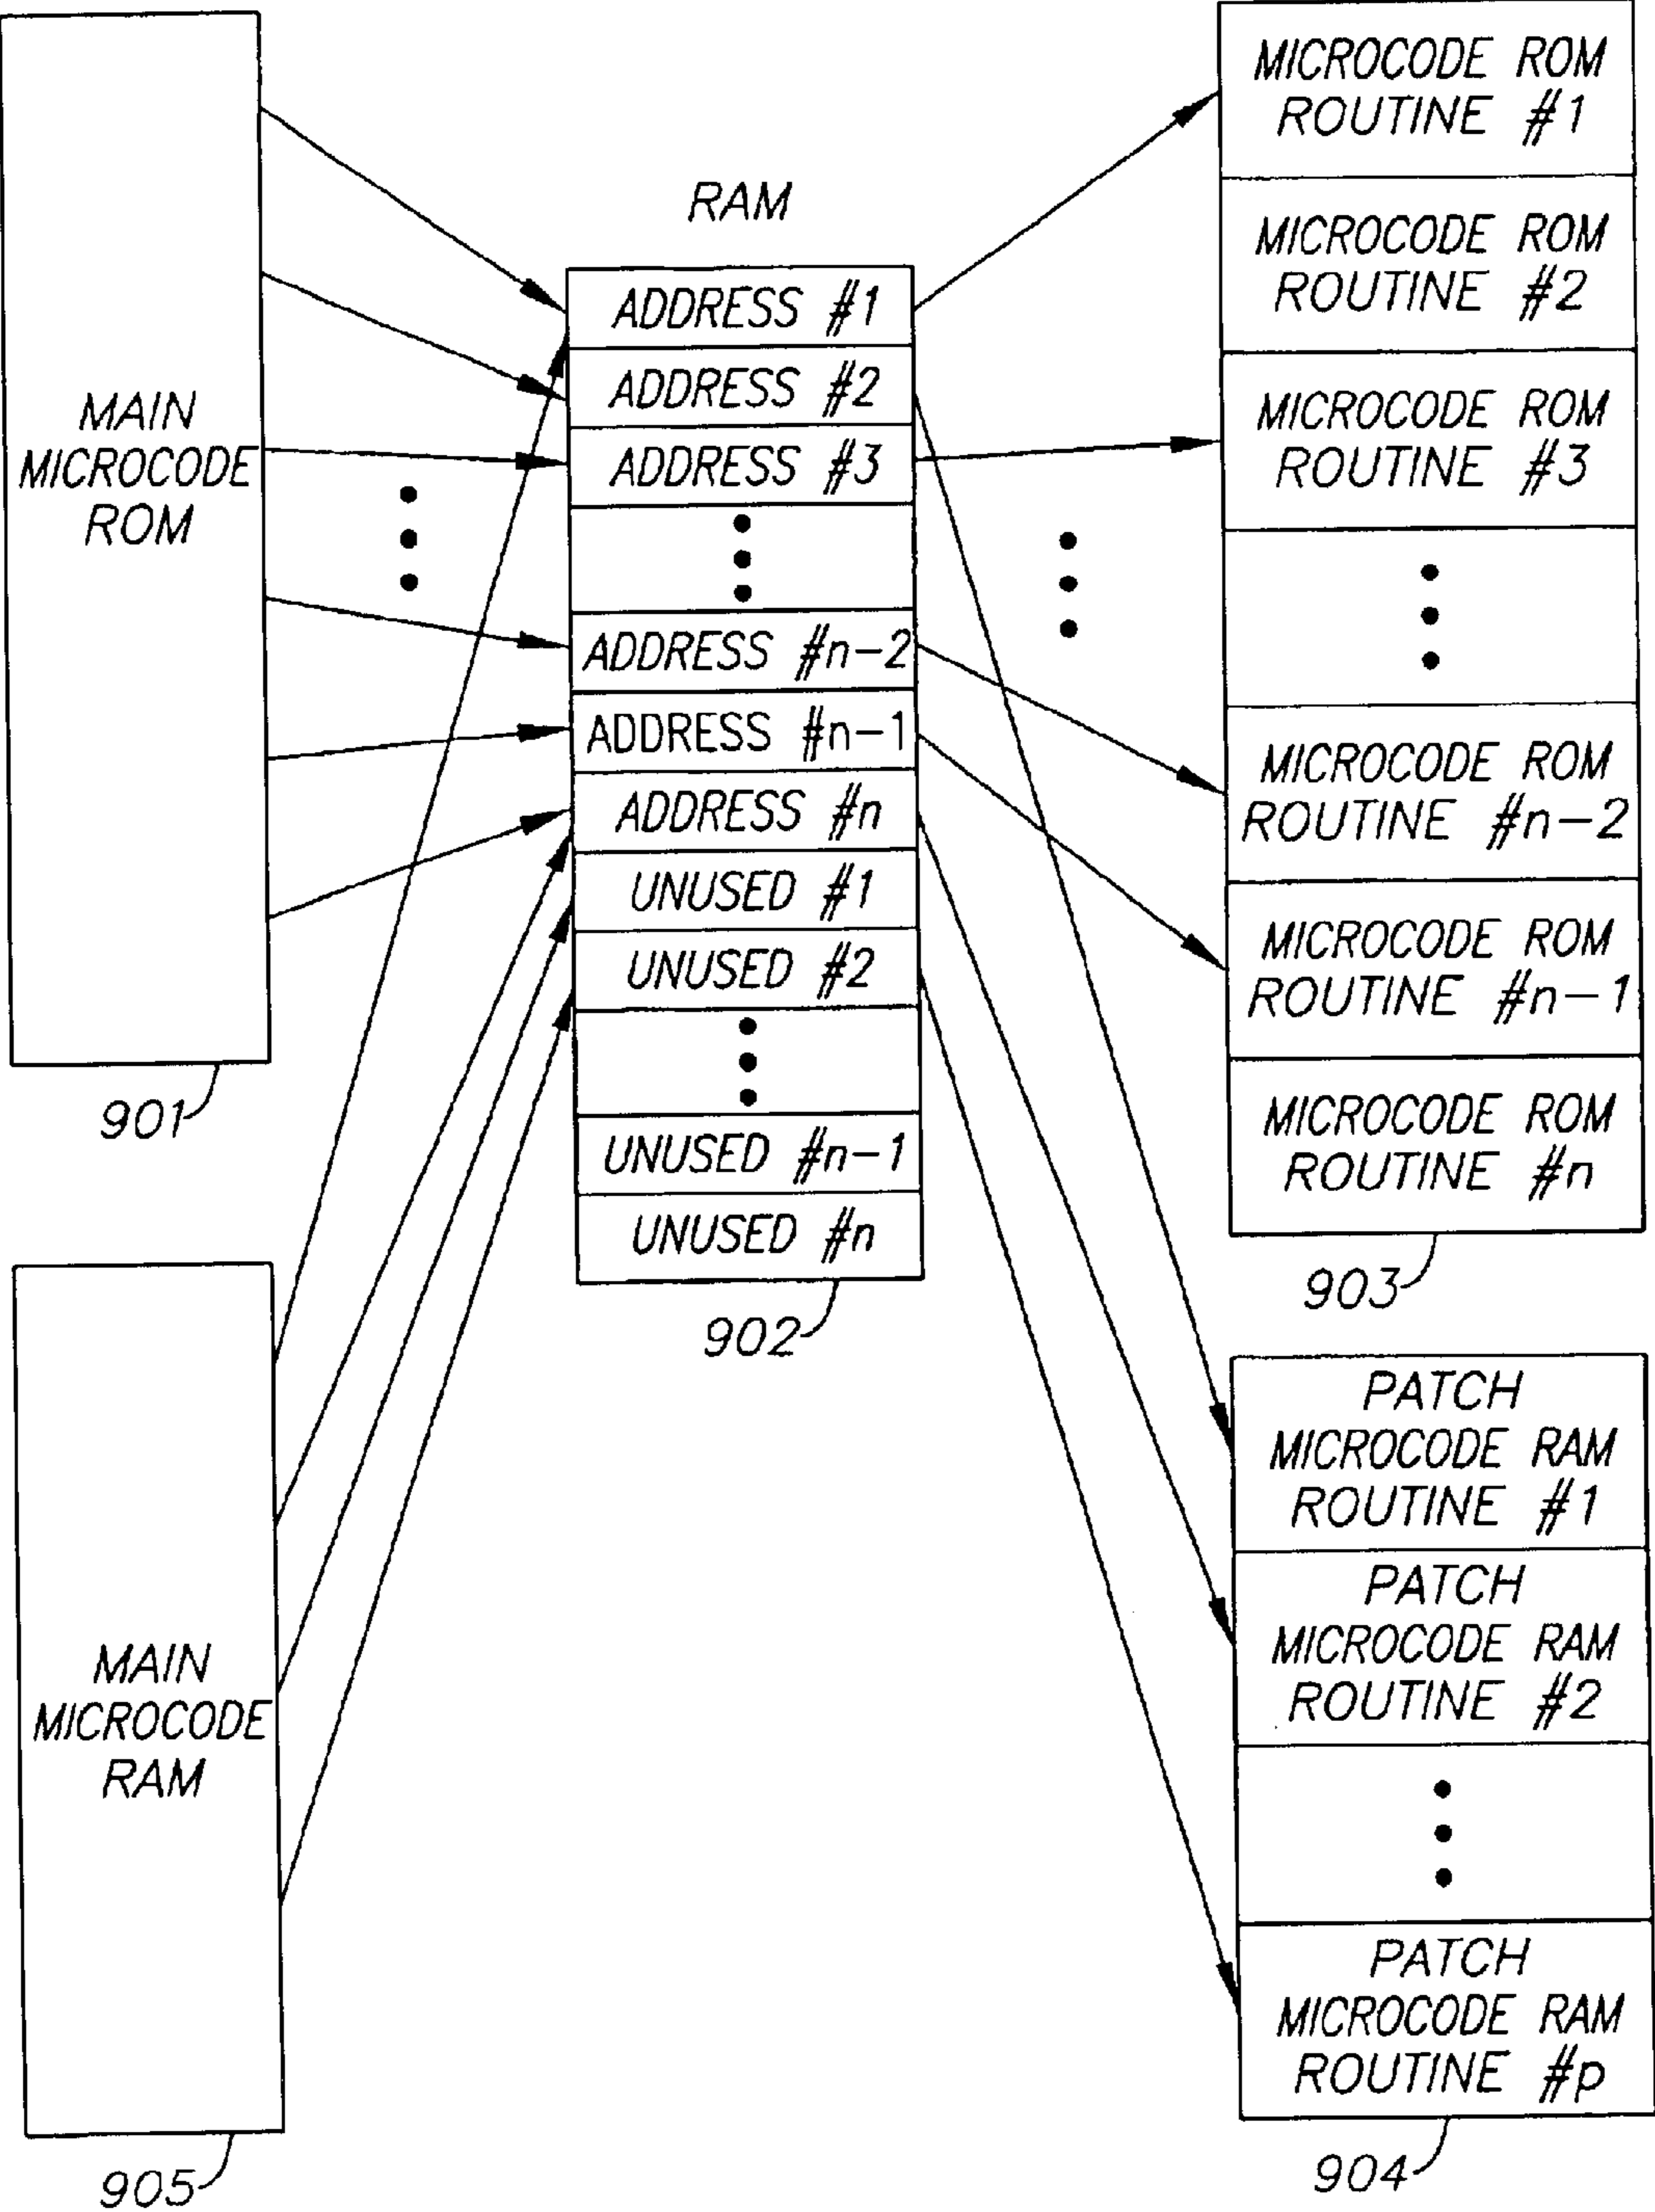 MAIN
MICROCODE
ROM
901
MAIN
MICROCODE
RAM
905
RAM
ADDRESS #1
ADDRESS #2
ADDRESS #3
ADDRESS #n-2
ADDRESS #n-1
ADDRESS #n
UNUSED #1
UNUSED #2
UNUSED #n-1
UNUSED #n
902
MICROCODE ROM
ROUTINE #1
MICROCODE ROM
ROUTINE #2
MICROCODE ROM
ROUTINE #3
MICROCODE ROM
ROUTINE #n-2
MICROCODE ROM
ROUTINE #n-1
MICROCODE ROM
ROUTINE #n
903
PATCH
MICROCODE RAM
ROUTINE #1
PATCH
MICROCODE RAM
ROUTINE #2
PATCH
MICROCODE RAM
ROUTINE #p
904